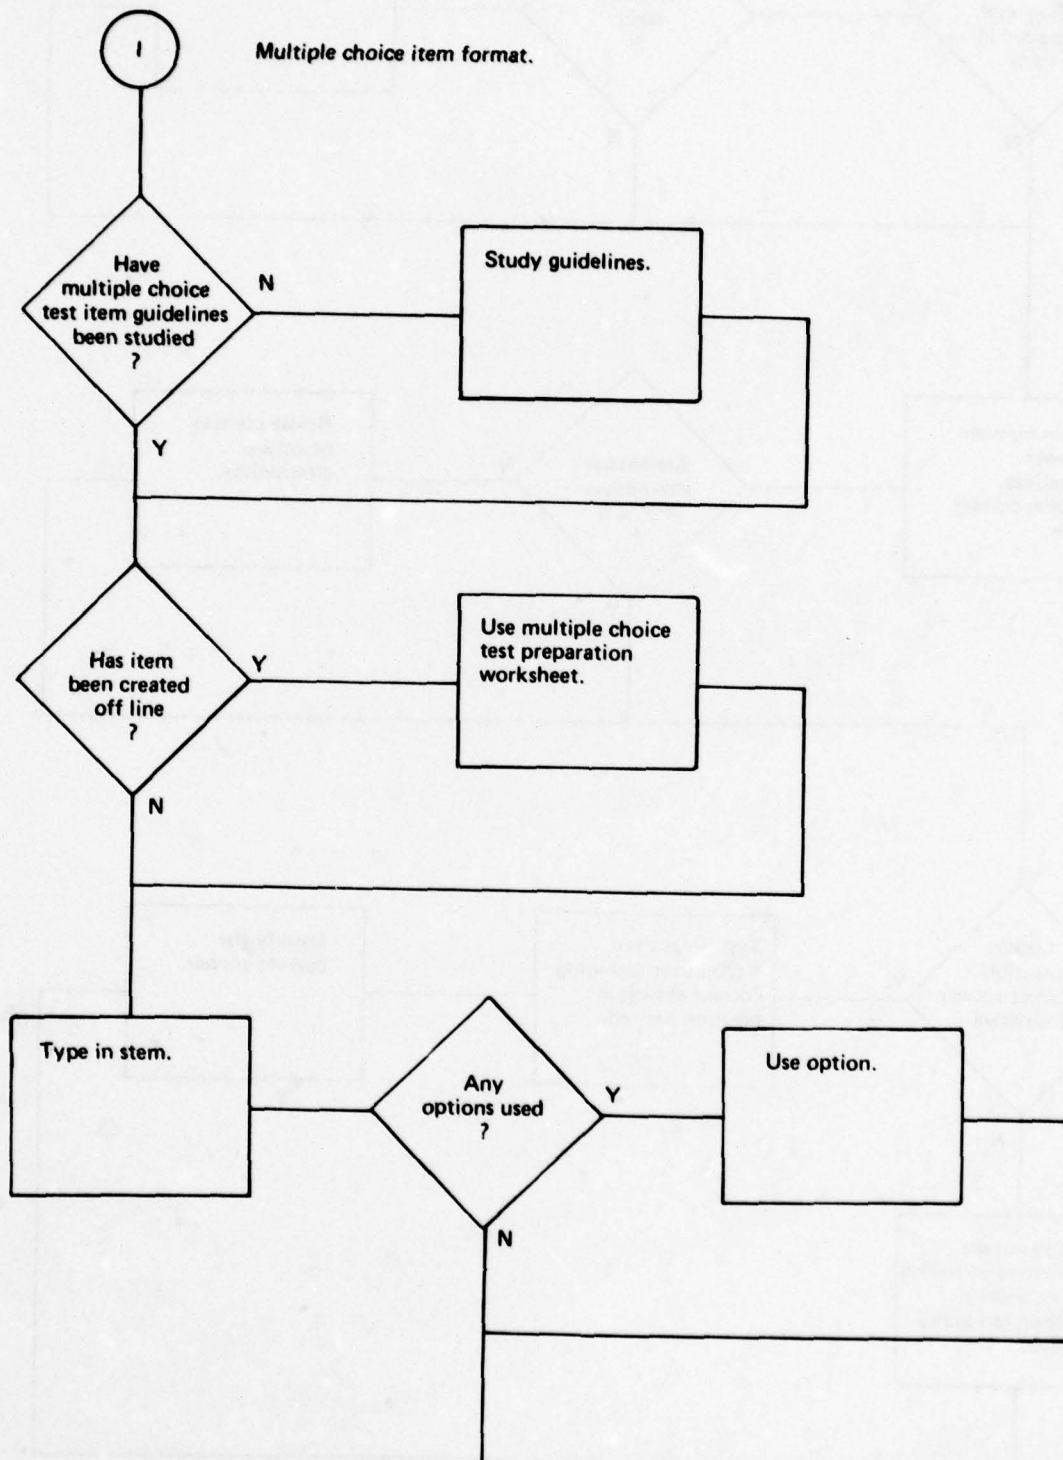 I
Multiple choice item format.
Have
multiple choice
test item guidelines
been studied
?
N
Y
Study guidelines.
Has item
been created
off line
?
Y
N
Use multiple choice
test preparation
worksheet.
Type in stem.
Any
options used
?
Y
N
Use option.